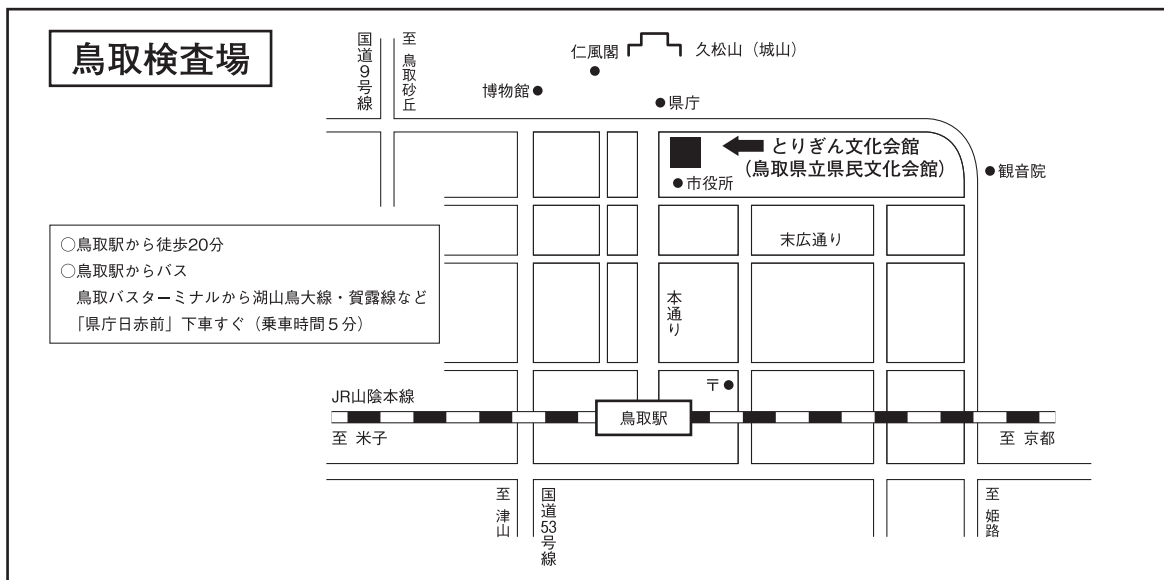 鳥取検査場
国道9号線
至 鳥取砂丘
仁風閣
久松山（城山）
博物館
県庁
とりぎん文化会館
（鳥取県立県民文化会館）
市役所
観音院
○鳥取駅から徒歩20分
○鳥取駅からバス
鳥取バスターミナルから湖山鳥大線・賀露線など
「県庁日赤前」下車すぐ（乗車時間５分）
末広通り
本通り
〒
JR山陰本線
鳥取駅
至 米子
至 京都
至 津山
国道53号線
至 姫路